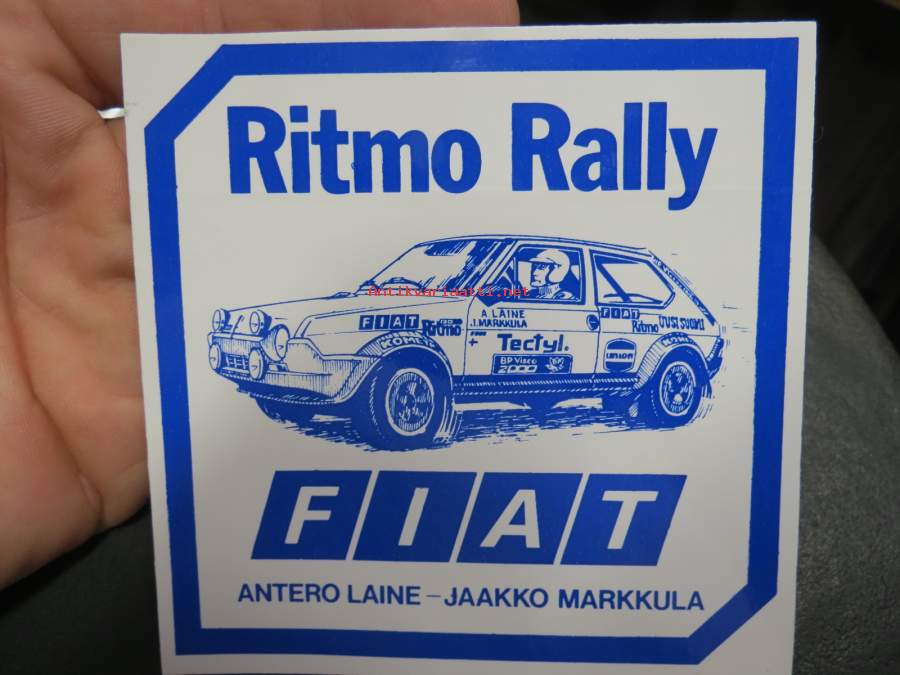 Ritmo Rally
Antikvariaatti.net
A. LAINE
J. MARKKULA
FIAT
Ritmo
FIAT
Ritmo
UUSI SUOMI
KOMET
Tectyl.
BP Visco
2000
UNION
FIAT
ANTERO LAINE – JAAKKO MARKKULA